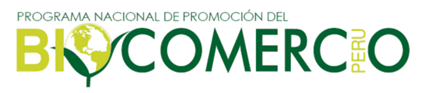 PROGRAMA NACIONAL DE PROMOCIÓN DEL
BIOCOMERCIO
PERU